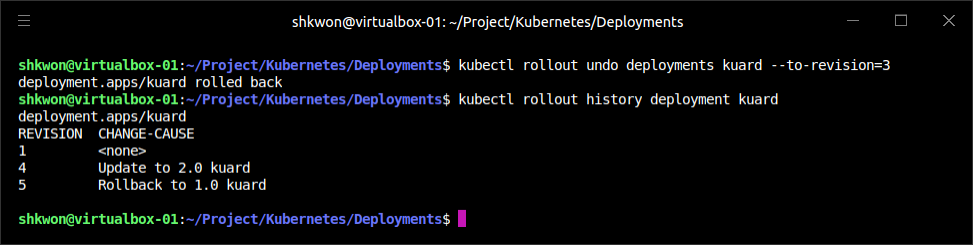 shkwon@virtualbox-01: ~/Project/Kubernetes/Deployments
shkwon@virtualbox-01:~/Project/Kubernetes/Deployments$ kubectl rollout undo deployments kuard --to-revision=3
deployment.apps/kuard rolled back
shkwon@virtualbox-01:~/Project/Kubernetes/Deployments$ kubectl rollout history deployment kuard
deployment.apps/kuard
REVISION  CHANGE-CAUSE
1         <none>
4         Update to 2.0 kuard
5         Rollback to 1.0 kuard
shkwon@virtualbox-01:~/Project/Kubernetes/Deployments$